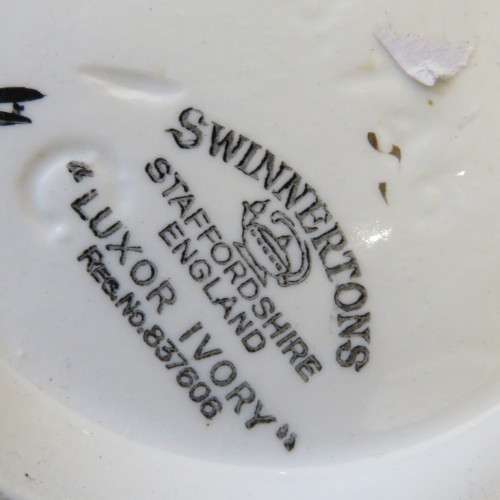 SWINNERTONS
STAFFORDSHIRE
ENGLAND
"LUXOR IVORY"
REG. NO. 837606